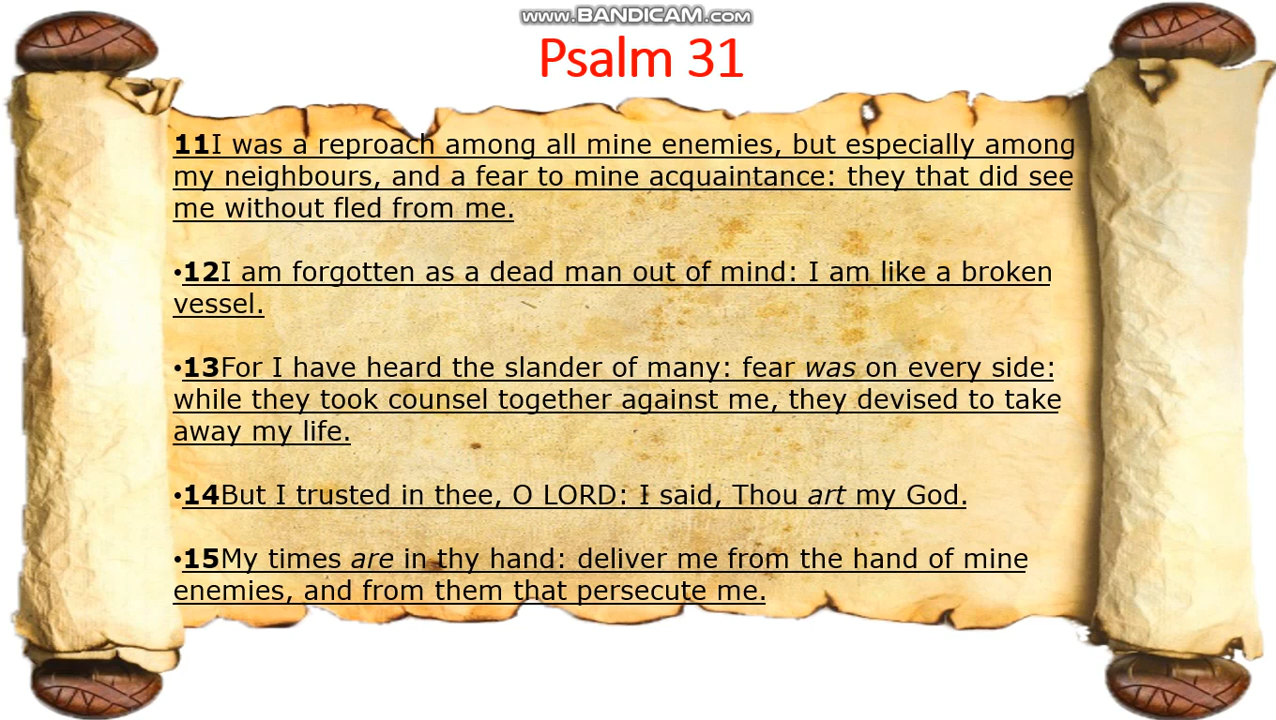 www.BANDICAM.com
Psalm 31
11I was a reproach among all mine enemies, but especially among
my neighbours, and a fear to mine acquaintance: they that did see
me without fled from me.
•12I am forgotten as a dead man out of mind: I am like a broken
vessel.
•13For I have heard the slander of many: fear was on every side:
while they took counsel together against me, they devised to take
away my life.
•14But I trusted in thee, O LORD: I said, Thou art my God.
•15My times are in thy hand: deliver me from the hand of mine
enemies, and from them that persecute me.